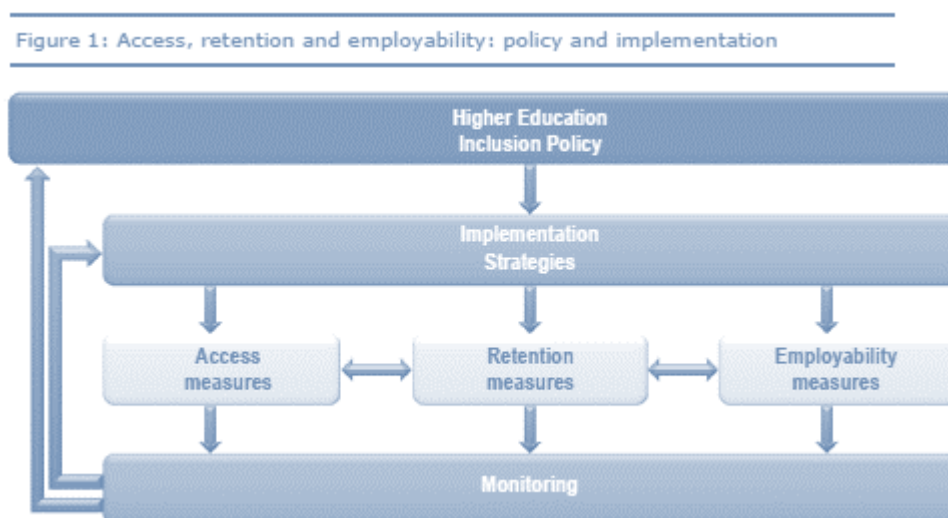 Figure 1: Access, retention and employability: policy and implementation
Higher Education
Inclusion Policy
Implementation
Strategies
Access
measures
Retention
measures
Employability
measures
Monitoring